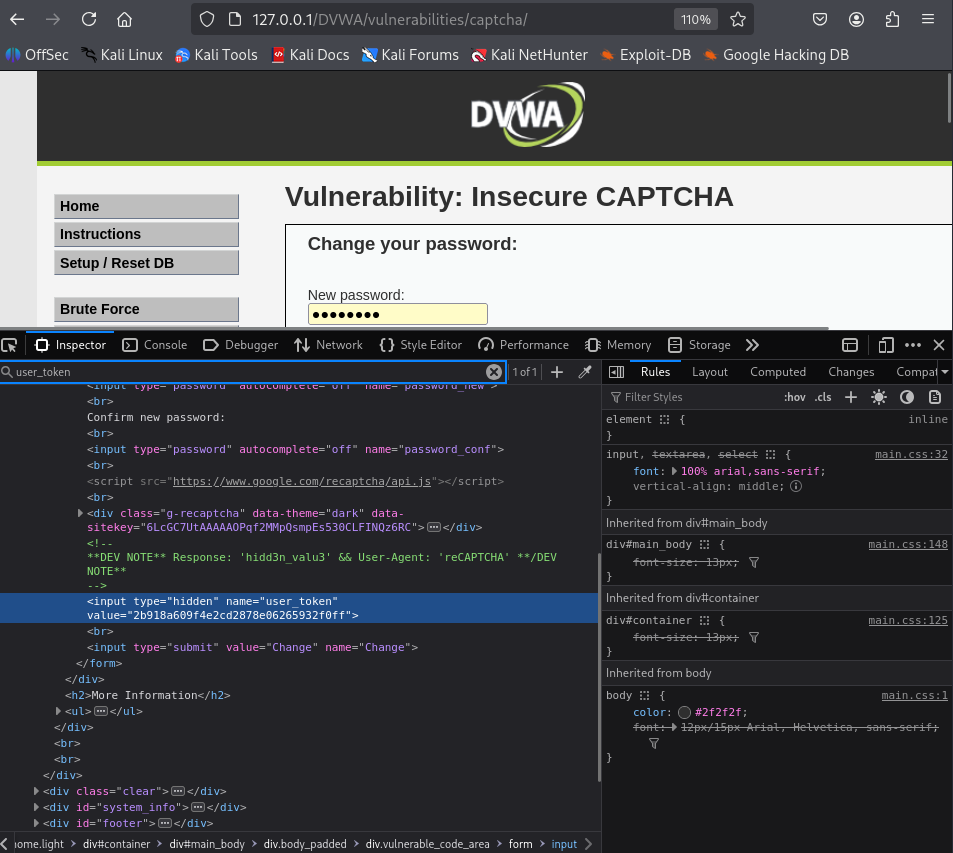 127.0.0.1/DVWA/vulnerabilities/captcha/
110%
OffSec Kali Linux Kali Tools Kali Docs Kali Forums Kali NetHunter Exploit-DB Google Hacking DB
DVWA
Vulnerability: Insecure CAPTCHA
Home
Instructions
Setup / Reset DB
Brute Force
Change your password:
New password:
●●●●●●●●
Inspector Console Debugger Network Style Editor Performance Memory Storage
user_token
1 of 1
<input type="password" autocomplete="off" name="password_new">
<br>
Confirm new password:
<br>
<input type="password" autocomplete="off" name="password_conf">
<br>
<script src="https://www.google.com/recaptcha/api.js"></script>
<br>
<div class="g-recaptcha" data-theme="dark" data-
sitekey="6LcGC7UtAAAAAOPqf2MMpQsmpEs530CLFINQz6RC"></div>
<!--
**DEV NOTE** Response: 'hidd3n_valu3' && User-Agent: 'reCAPTCHA' **/DEV
NOTE**
-->
<input type="hidden" name="user_token"
value="2b918a609f4e2cd2878e06265932f0ff">
<br>
<input type="submit" value="Change" name="Change">
</form>
</div>
<h2>More Information</h2>
<ul></ul>
</div>
<br>
<br>
</div>
<div class="clear"></div>
<div id="system_info"></div>
<div id="footer"></div>
ome.light div#container div#main_body div.body_padded div.vulnerable_code_area form input
Rules Layout Computed Changes Compat
Filter Styles
:hov .cls
element {
inline
}
input, textarea, select {
main.css:32
font: 100% arial,sans-serif;
vertical-align: middle;
}
Inherited from div#main_body
div#main_body {
main.css:148
font-size: 13px;
}
Inherited from div#container
div#container {
main.css:125
font-size: 13px;
}
Inherited from body
body {
main.css:1
color: #2f2f2f;
font: 12px/15px Arial, Helvetica, sans-serif;
}